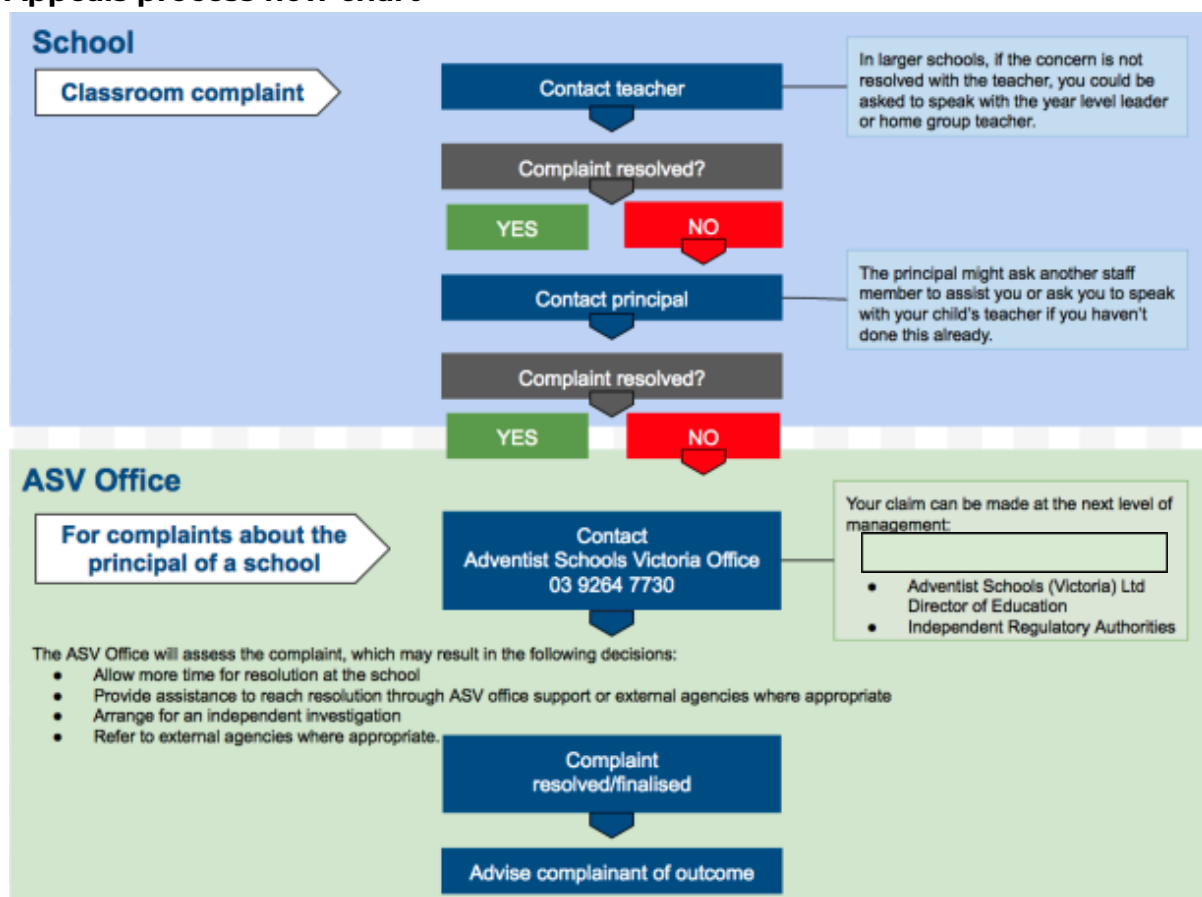 Appeals process flow chart
School
Classroom complaint
Contact teacher
In larger schools, if the concern is not
resolved with the teacher, you could be
asked to speak with the year level leader
or home group teacher.
Complaint resolved?
YES
NO
Contact principal
The principal might ask another staff
member to assist you or ask you to speak
with your child's teacher if you haven't
done this already.
Complaint resolved?
YES
NO
ASV Office
For complaints about the
principal of a school
Contact
Adventist Schools Victoria Office
03 9264 7730
Your claim can be made at the next level of
management:
● Adventist Schools (Victoria) Ltd
Director of Education
● Independent Regulatory Authorities
The ASV Office will assess the complaint, which may result in the following decisions:
● Allow more time for resolution at the school
● Provide assistance to reach resolution through ASV office support or external agencies where appropriate
● Arrange for an independent investigation
● Refer to external agencies where appropriate.
Complaint
resolved/finalised
Advise complainant of outcome